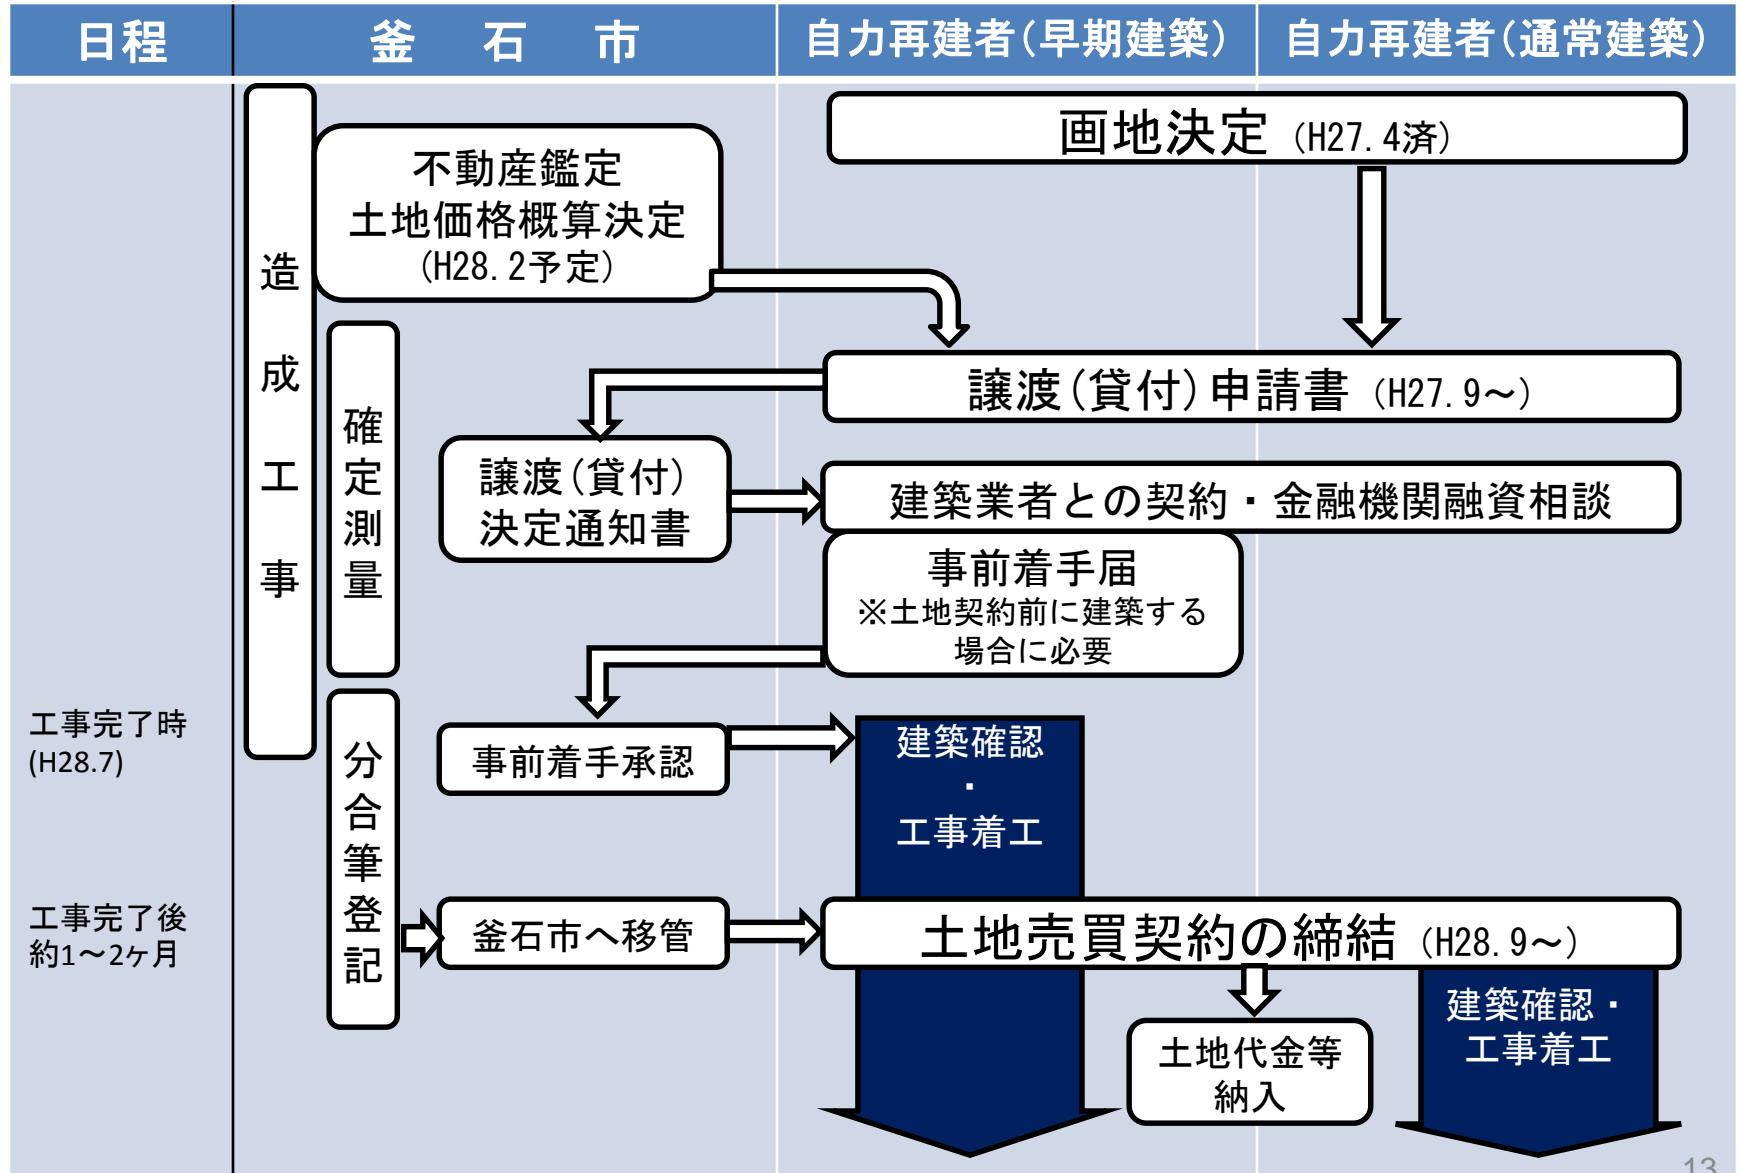 日程
釜石市
自力再建者(早期建築)
自力再建者(通常建築)
画地決定 (H27.4済)
不動産鑑定
土地価格概算決定
(H28.2予定)
造成工事
譲渡(貸付)申請書 (H27.9～)
確定測量
譲渡(貸付)
決定通知書
建築業者との契約・金融機関融資相談
事前着手届
※土地契約前に建築する
場合に必要
工事完了時
(H28.7)
分合筆登記
事前着手承認
建築確認
・
工事着工
工事完了後
約1～2ヶ月
釜石市へ移管
土地売買契約の締結 (H28.9～)
土地代金等
納入
建築確認・
工事着工
13